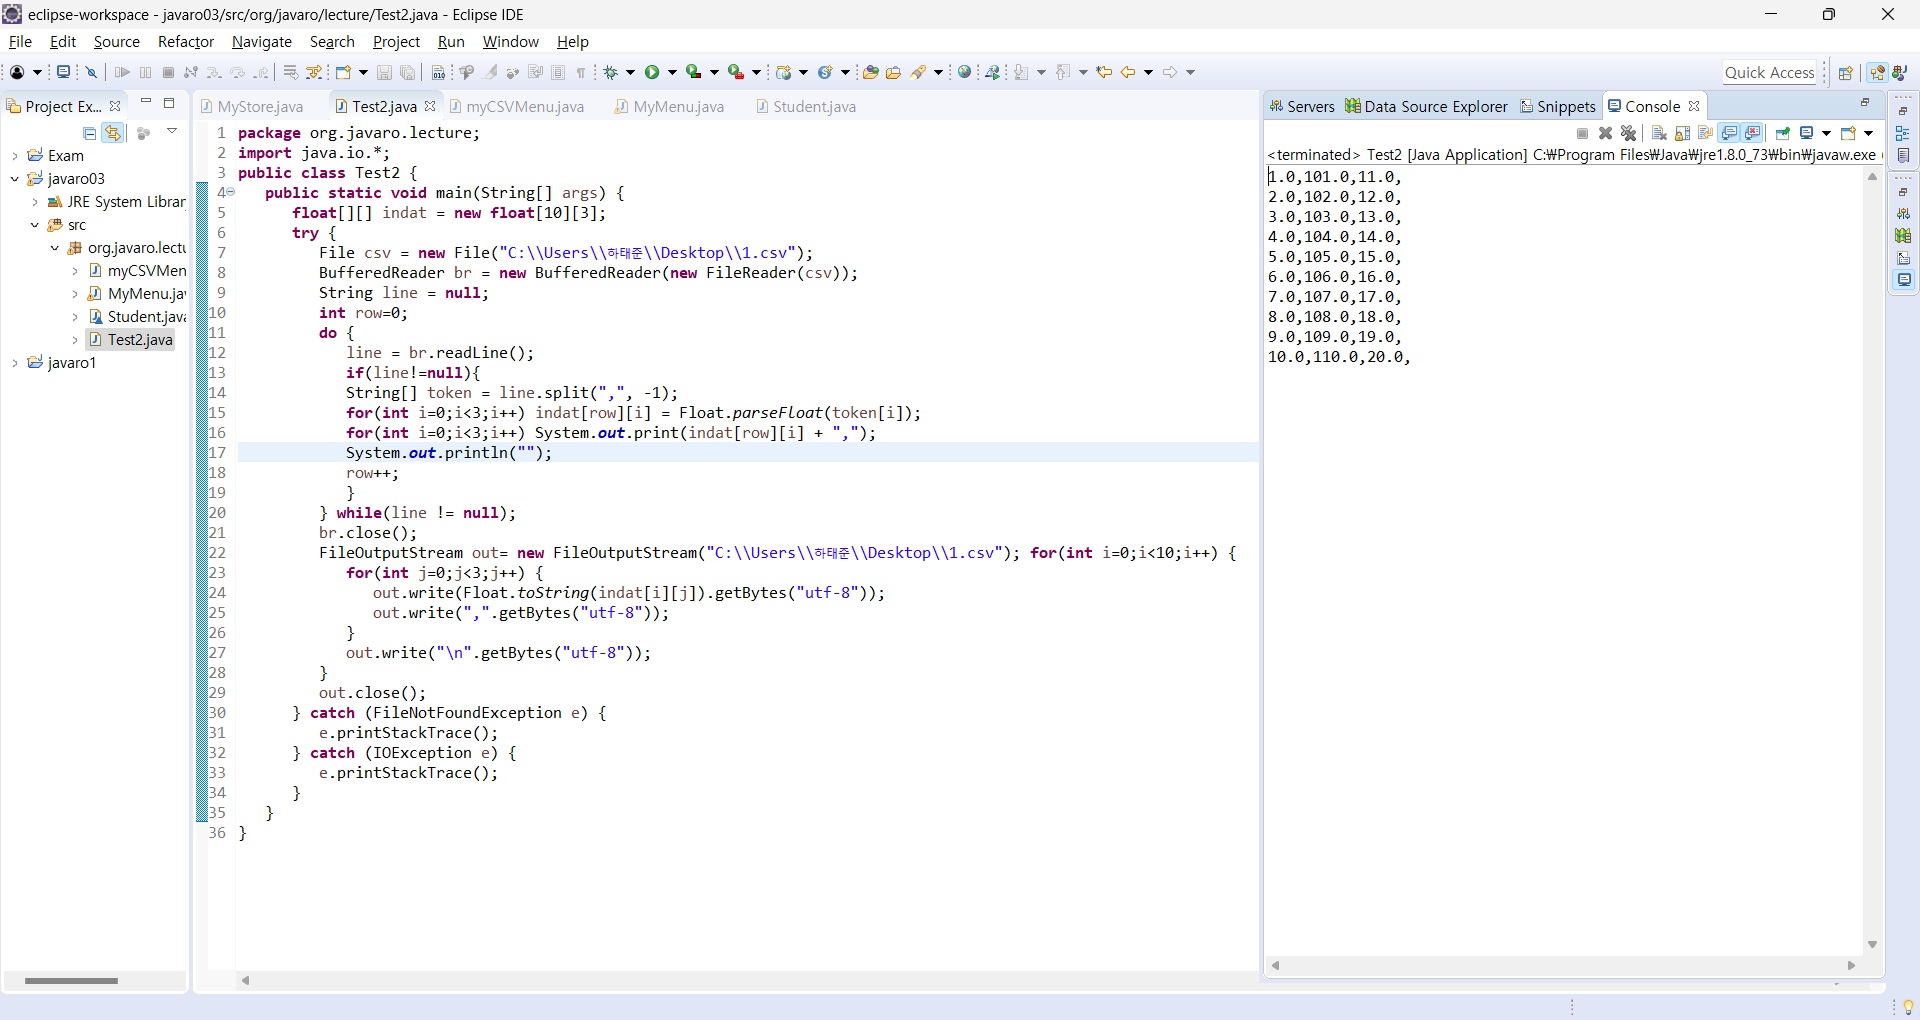 eclipse-workspace - javaro03/src/org/javaro/lecture/Test2.java - Eclipse IDE
File Edit Source Refactor Navigate Search Project Run Window Help
Quick Access
Project Ex...
Exam
javaro03
JRE System Librar
src
org.javaro.lectu
myCSVMen
MyMenu.jav
Student.java
Test2.java
javaro1
MyStore.java Test2.java myCSVMenu.java MyMenu.java Student.java
1 package org.javaro.lecture;
2 import java.io.*;
3 public class Test2 {
4 public static void main(String[] args) {
5 float[][] indat = new float[10][3];
6 try {
7 File csv = new File("C:\\Users\\하태준\\Desktop\\1.csv");
8 BufferedReader br = new BufferedReader(new FileReader(csv));
9 String line = null;
10 int row=0;
11 do {
12 line = br.readLine();
13 if(line!=null){
14 String[] token = line.split(",", -1);
15 for(int i=0;i<3;i++) indat[row][i] = Float.parseFloat(token[i]);
16 for(int i=0;i<3;i++) System.out.print(indat[row][i] + ",");
17 System.out.println("");
18 row++;
19 }
20 } while(line != null);
21 br.close();
22 FileOutputStream out= new FileOutputStream("C:\\Users\\하태준\\Desktop\\1.csv"); for(int i=0;i<10;i++) {
23 for(int j=0;j<3;j++) {
24 out.write(Float.toString(indat[i][j]).getBytes("utf-8"));
25 out.write(",".getBytes("utf-8"));
26 }
27 out.write("\n".getBytes("utf-8"));
28 }
29 out.close();
30 } catch (FileNotFoundException e) {
31 e.printStackTrace();
32 } catch (IOException e) {
33 e.printStackTrace();
34 }
35 }
36 }
Servers Data Source Explorer Snippets Console
<terminated> Test2 [Java Application] C:₩Program Files₩Java₩jre1.8.0_73₩bin₩javaw.exe (
1.0,101.0,11.0,
2.0,102.0,12.0,
3.0,103.0,13.0,
4.0,104.0,14.0,
5.0,105.0,15.0,
6.0,106.0,16.0,
7.0,107.0,17.0,
8.0,108.0,18.0,
9.0,109.0,19.0,
10.0,110.0,20.0,